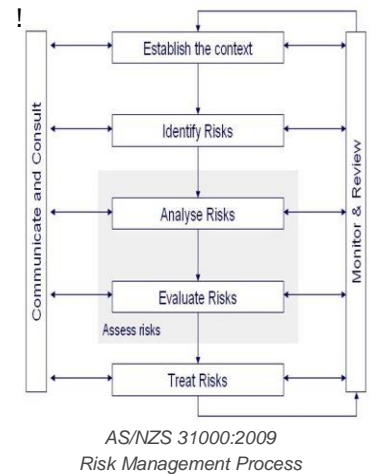 !
Establish the context
Identify Risks
Analyse Risks
Evaluate Risks
Assess risks
Treat Risks
Communicate and Consult
Monitor & Review
AS/NZS 31000:2009
Risk Management Process